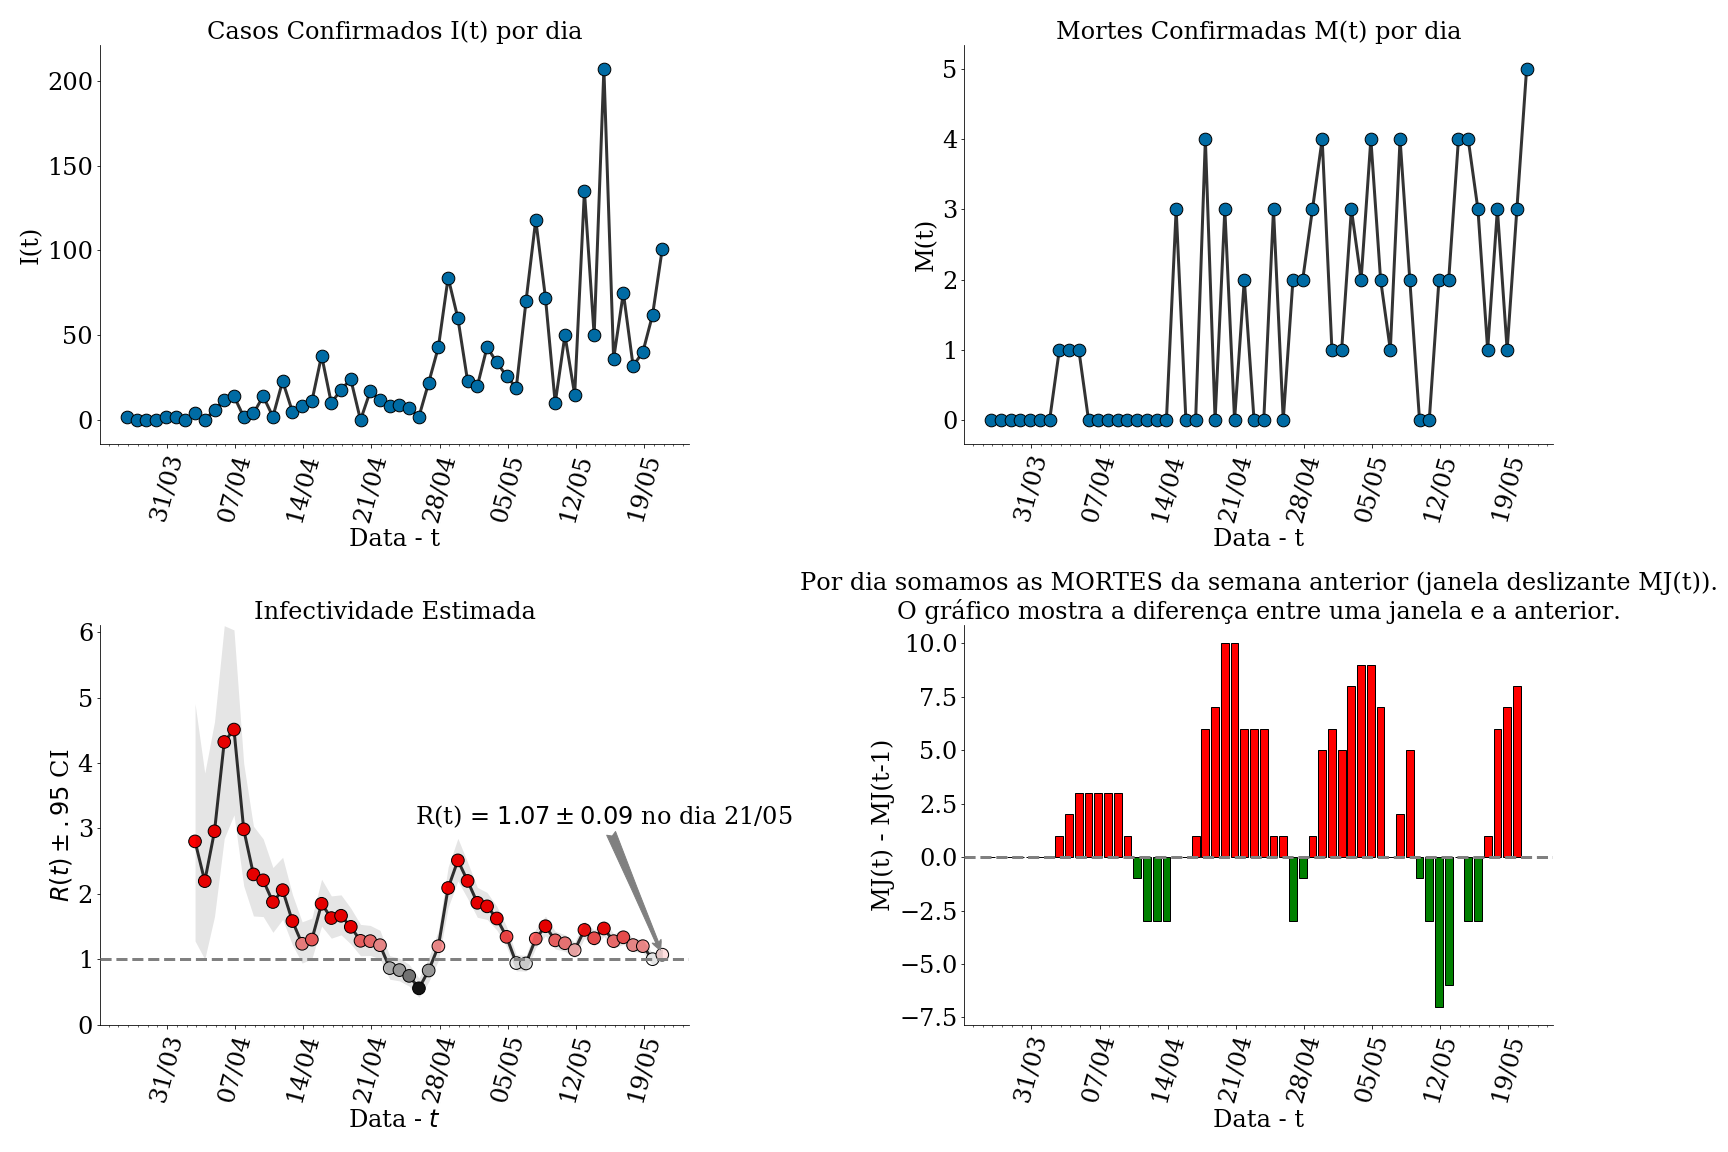 Casos Confirmados I(t) por dia
I(t)
200
150
100
50
0
31/03 07/04 14/04 21/04 28/04 05/05 12/05 19/05
Data - t
Mortes Confirmadas M(t) por dia
M(t)
5
4
3
2
1
0
31/03 07/04 14/04 21/04 28/04 05/05 12/05 19/05
Data - t
Infectividade Estimada
R(t) ± .95 CI
6
5
4
3
2
1
0
R(t) = 1.07 ± 0.09 no dia 21/05
31/03 07/04 14/04 21/04 28/04 05/05 12/05 19/05
Data - t
Por dia somamos as MORTES da semana anterior (janela deslizante MJ(t)).
O gráfico mostra a diferença entre uma janela e a anterior.
MJ(t) - MJ(t-1)
10.0
7.5
5.0
2.5
0.0
−2.5
−5.0
−7.5
31/03 07/04 14/04 21/04 28/04 05/05 12/05 19/05
Data - t